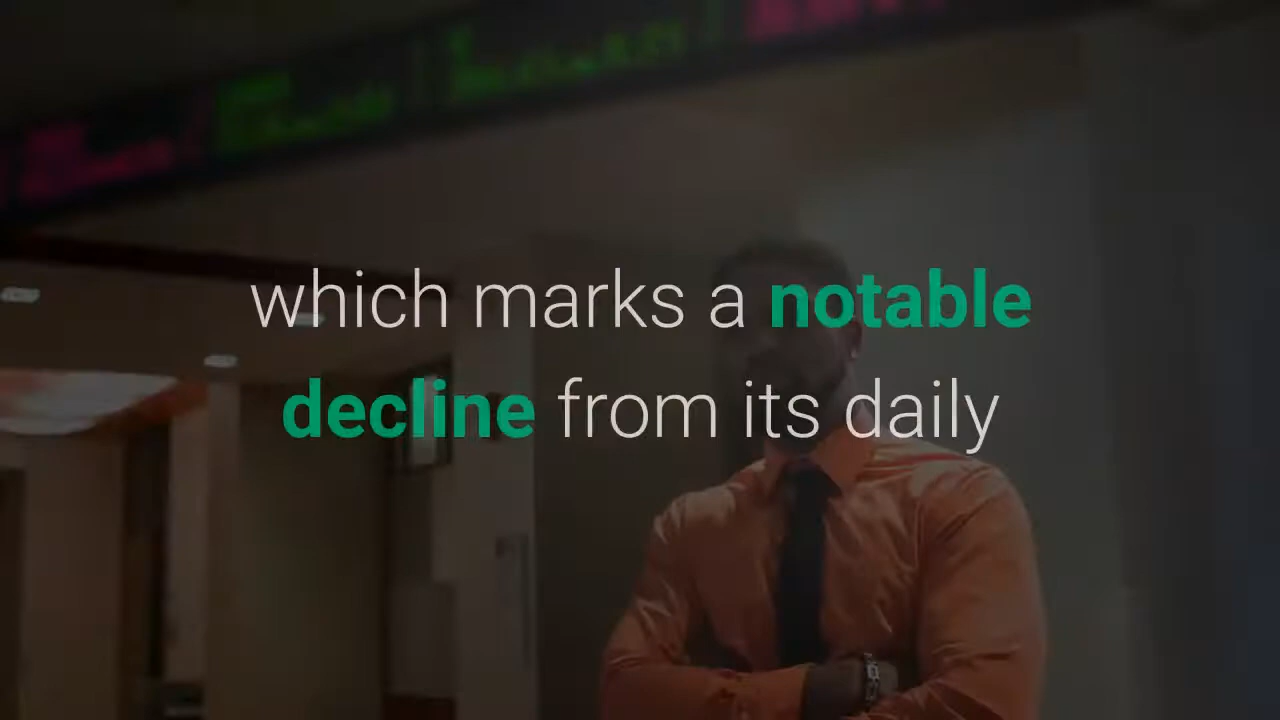 which marks a notable
decline from its daily